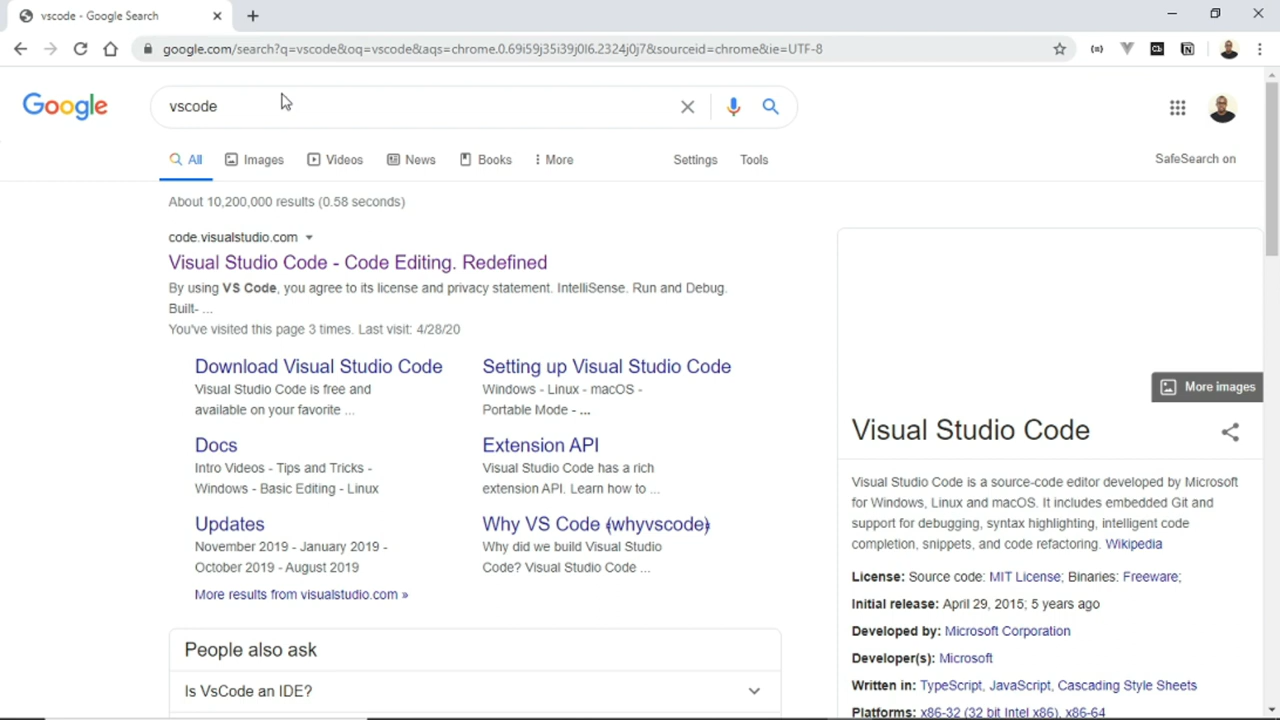 vscode - Google Search
google.com/search?q=vscode&oq=vscode&aqs=chrome.0.69i59j35i39j0l6.2324j0j7&sourceid=chrome&ie=UTF-8
Google
vscode
All Images Videos News Books More Settings Tools
SafeSearch on
About 10,200,000 results (0.58 seconds)
code.visualstudio.com
Visual Studio Code - Code Editing. Redefined
By using VS Code, you agree to its license and privacy statement. IntelliSense. Run and Debug.
Built- ...
You've visited this page 3 times. Last visit: 4/28/20
Download Visual Studio Code
Visual Studio Code is free and
available on your favorite ...
Setting up Visual Studio Code
Windows - Linux - macOS -
Portable Mode - ...
Docs
Intro Videos - Tips and Tricks -
Windows - Basic Editing - Linux
Extension API
Visual Studio Code has a rich
extension API. Learn how to ...
Updates
November 2019 - January 2019 -
October 2019 - August 2019
Why VS Code (whyvscode)
Why did we build Visual Studio
Code? Visual Studio Code ...
More results from visualstudio.com »
People also ask
Is VsCode an IDE?
More images
Visual Studio Code
Visual Studio Code is a source-code editor developed by Microsoft
for Windows, Linux and macOS. It includes embedded Git and
support for debugging, syntax highlighting, intelligent code
completion, snippets, and code refactoring. Wikipedia
License: Source code: MIT License; Binaries: Freeware;
Initial release: April 29, 2015; 5 years ago
Developed by: Microsoft Corporation
Developer(s): Microsoft
Written in: TypeScript, JavaScript, Cascading Style Sheets
Platforms: x86-32 (32 bit Intel x86), x86-64